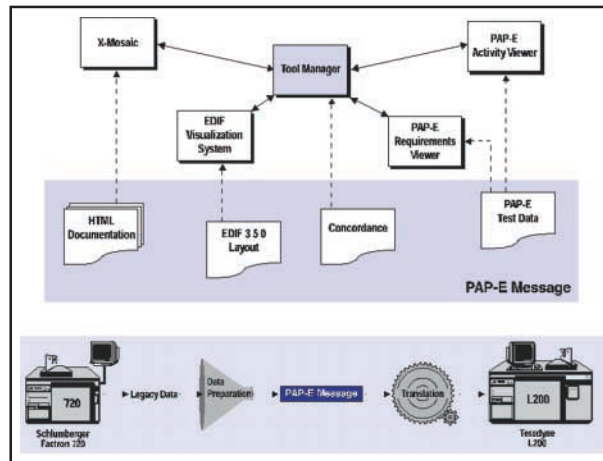 X-Mosaic
Tool Manager
PAP-E
Activity Viewer
EDIF
Visualization
System
PAP-E
Requirements
Viewer
HTML
Documentation
EDIF 3 5 0
Layout
Concordance
PAP-E
Test Data
PAP-E Message
720
Schlumberger
Factron 720
Legacy Data
Data
Preparation
PAP-E Message
Translation
L200
Teradyne
L200